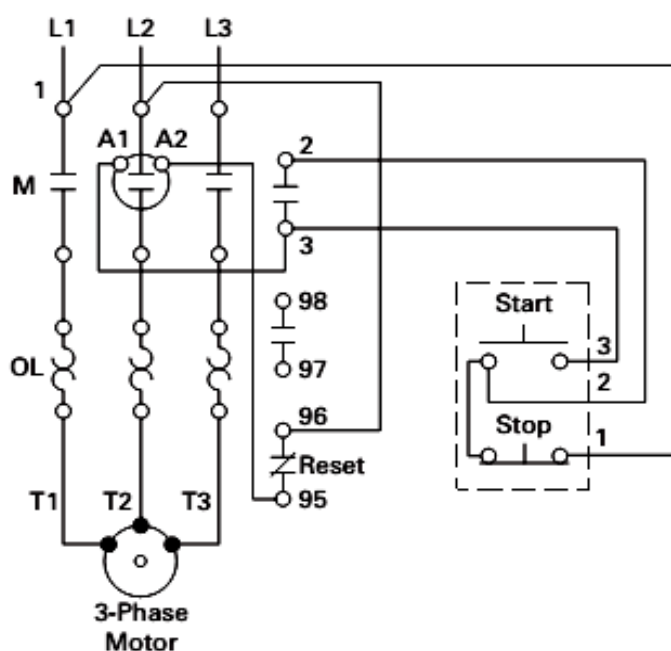 L1 L2 L3
1
A1 A2
2
M
3
98
Start
OL
97
3
2
96
Stop
Reset
1
T1 T2 T3
95
3-Phase
Motor